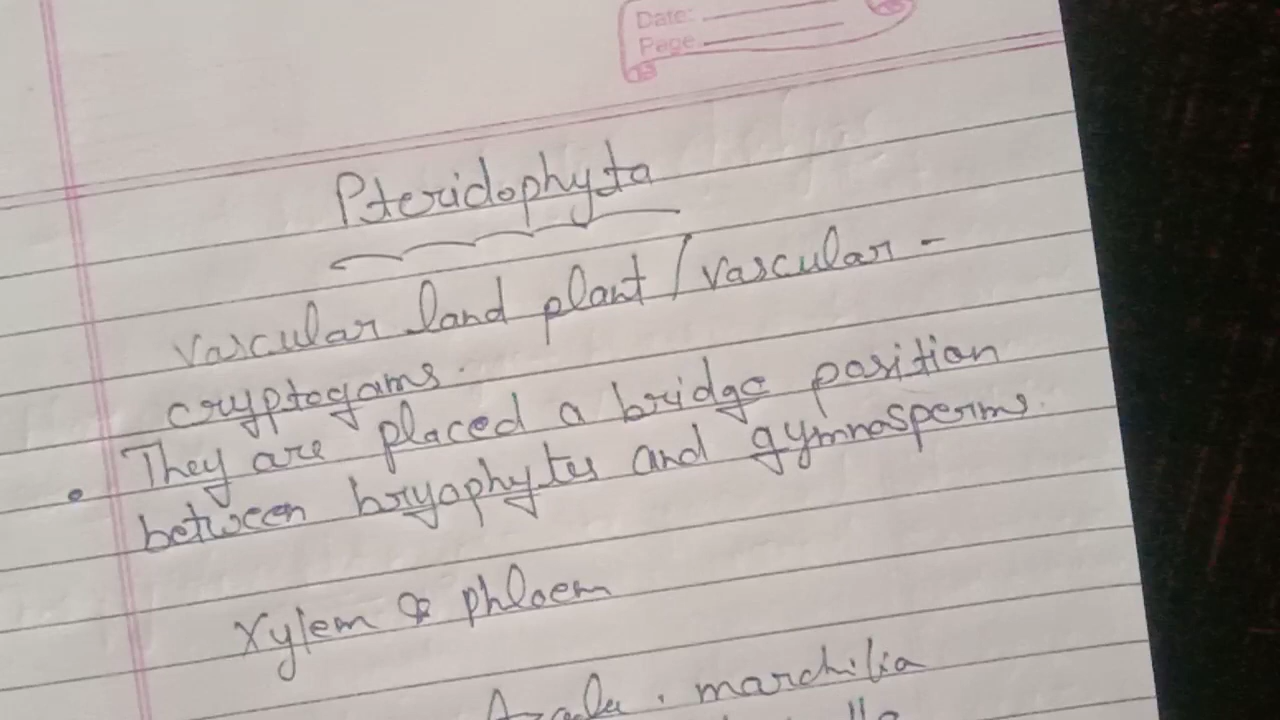 Date:
Page
Pteridophyta
Vascular land plant / vascular -
cryptogams.
They are placed a bridge position
between bryophytes and gymnosperms.
Xylem & phloem
marchilia